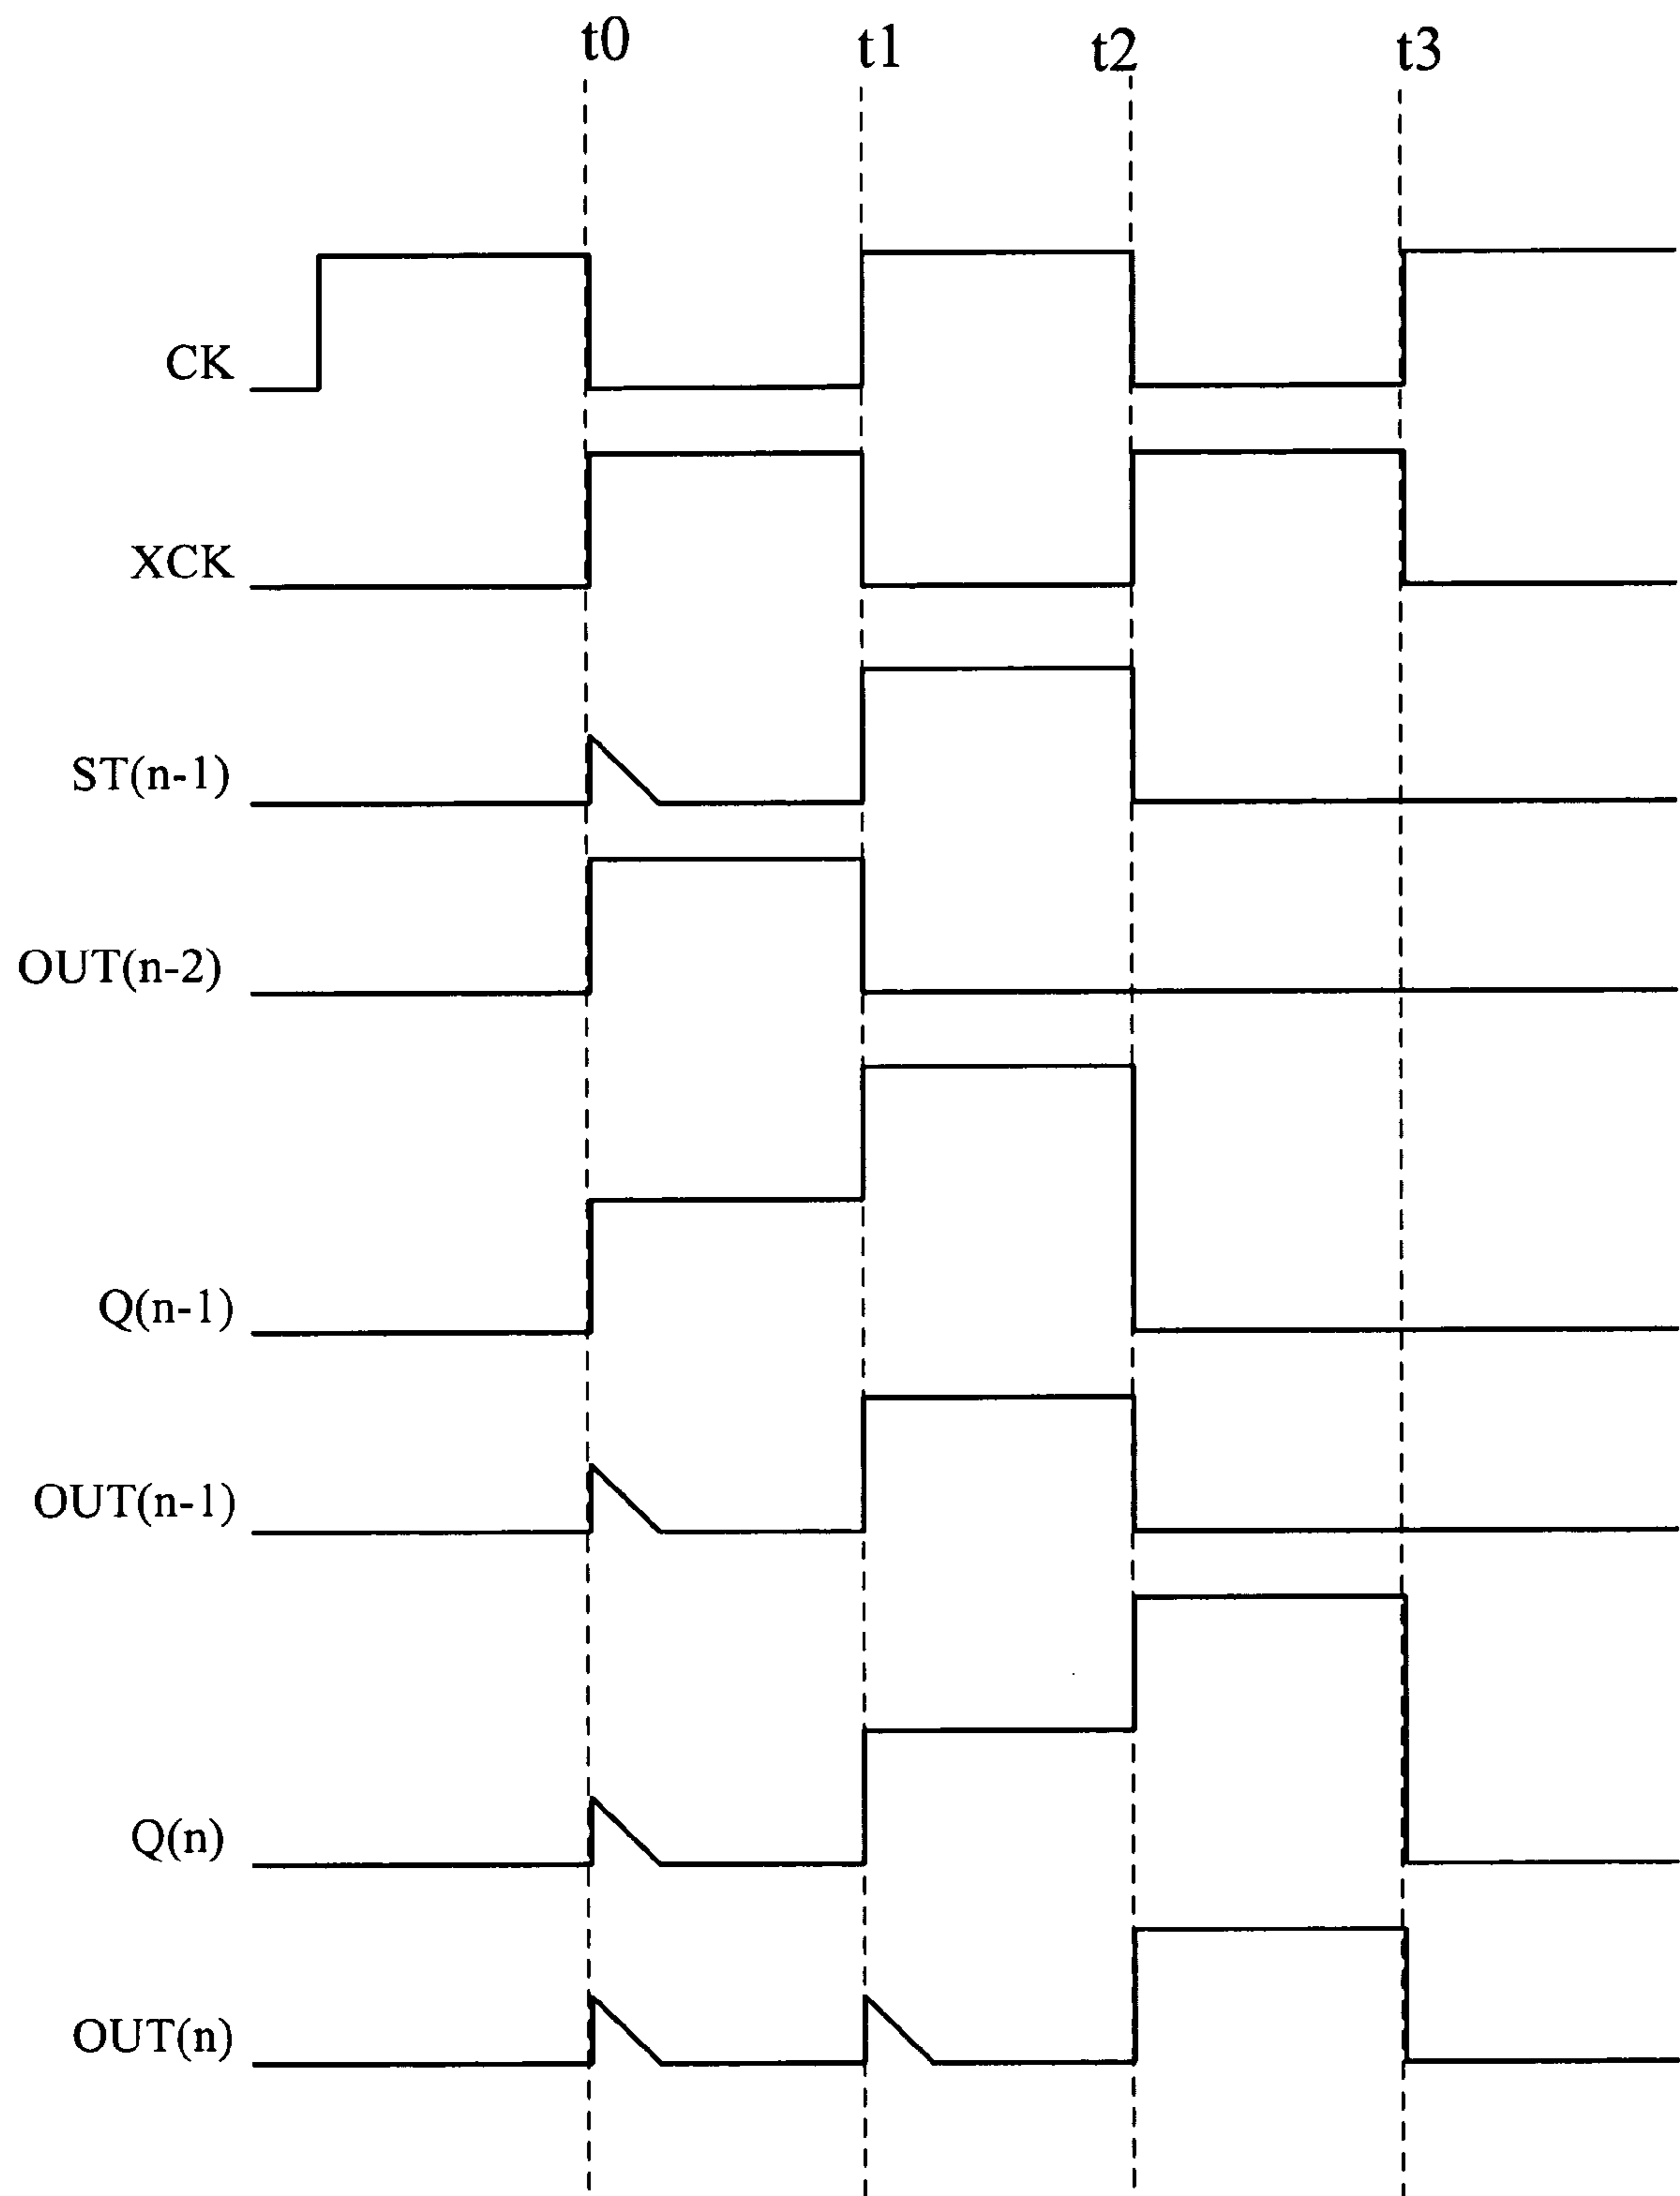 t0 t1 t2 t3
CK
XCK
ST(n-1)
OUT(n-2)
Q(n-1)
OUT(n-1)
Q(n)
OUT(n)